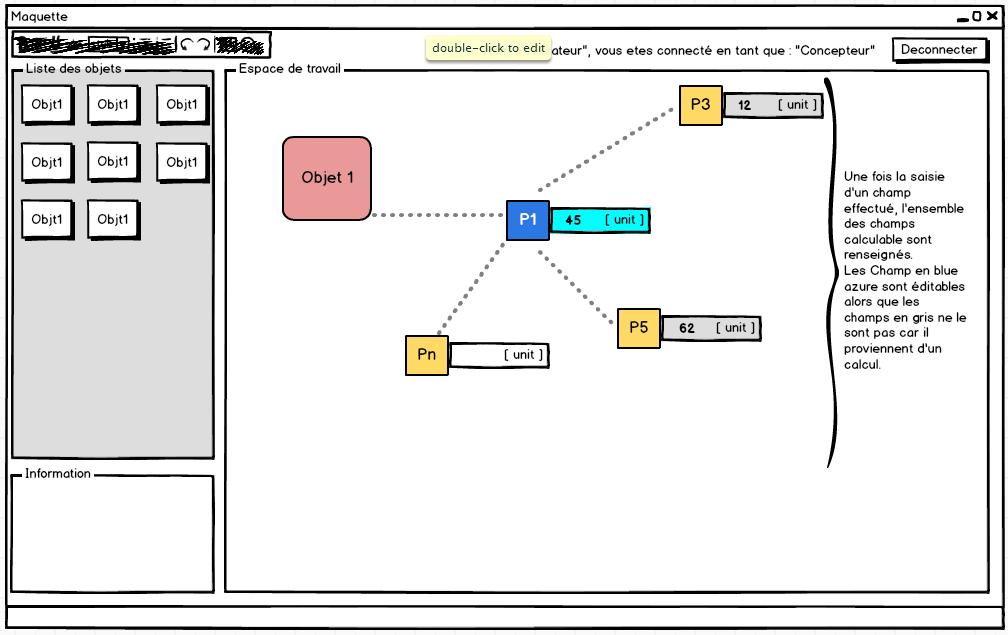 Maquette
double-click to edit
ateur", vous etes connecté en tant que : "Concepteur"
Deconnecter
Liste des objets
Objt1 Objt1 Objt1
Objt1 Objt1 Objt1
Objt1 Objt1
Information
Espace de travail
P3 12 [ unit ]
Objet 1
P1 45 [ unit ]
P5 62 [ unit ]
Pn [ unit ]
Une fois la saisie
d'un champ
effectué, l'ensemble
des champs
calculable sont
renseignés.
Les Champ en blue
azure sont éditables
alors que les
champs en gris ne le
sont pas car il
proviennent d'un
calcul.